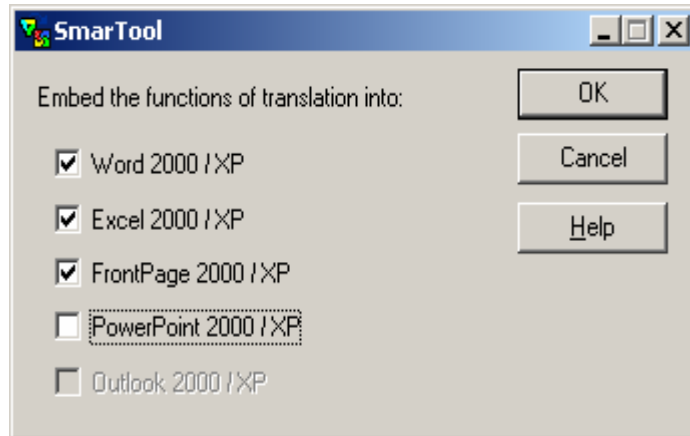 SmarTool
Embed the functions of translation into:
OK
Word 2000 / XP
Cancel
Excel 2000 / XP
Help
FrontPage 2000 / XP
PowerPoint 2000 / XP
Outlook 2000 / XP